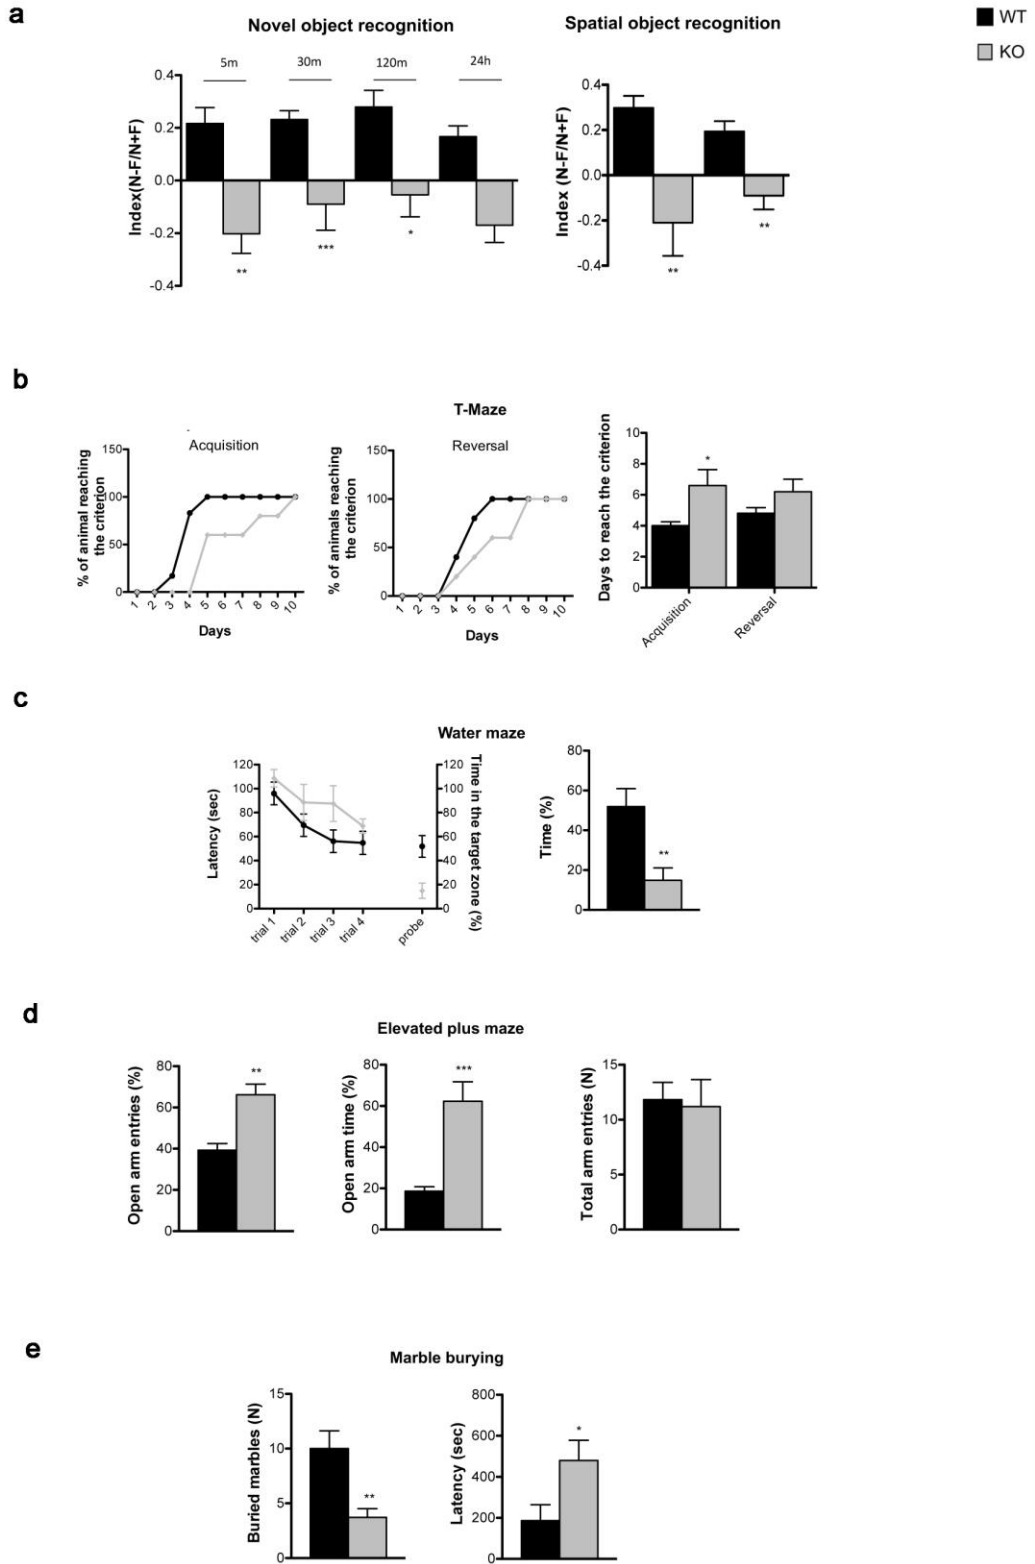 a
Novel object recognition
Spatial object recognition
WT
KO
5m
30m
120m
24h
Index(N-F/N+F)
0.4
0.2
0.0
-0.2
-0.4
**
***
*
Index (N-F/N+F)
0.4
0.2
0.0
-0.2
-0.4
**
**
b
T-Maze
Acquisition
% of animal reaching
the criterion
150
100
50
0
1 2 3 4 5 6 7 8 9 10
Days
Reversal
% of animals reaching
the criterion
150
100
50
0
1 2 3 4 5 6 7 8 9 10
Days
Days to reach the criterion
10
8
6
4
2
0
*
Acquisition
Reversal
c
Water maze
Latency (sec)
120
100
80
60
40
20
0
trial 1
trial 2
trial 3
trial 4
probe
120
100
80
60
40
20
0
Time in the target zone (%)
Time (%)
80
60
40
20
0
**
d
Elevated plus maze
Open arm entries (%)
80
60
40
20
0
**
Open arm time (%)
80
60
40
20
0
***
Total arm entries (N)
15
10
5
0
e
Marble burying
Buried marbles (N)
15
10
5
0
**
Latency (sec)
800
600
400
200
0
*